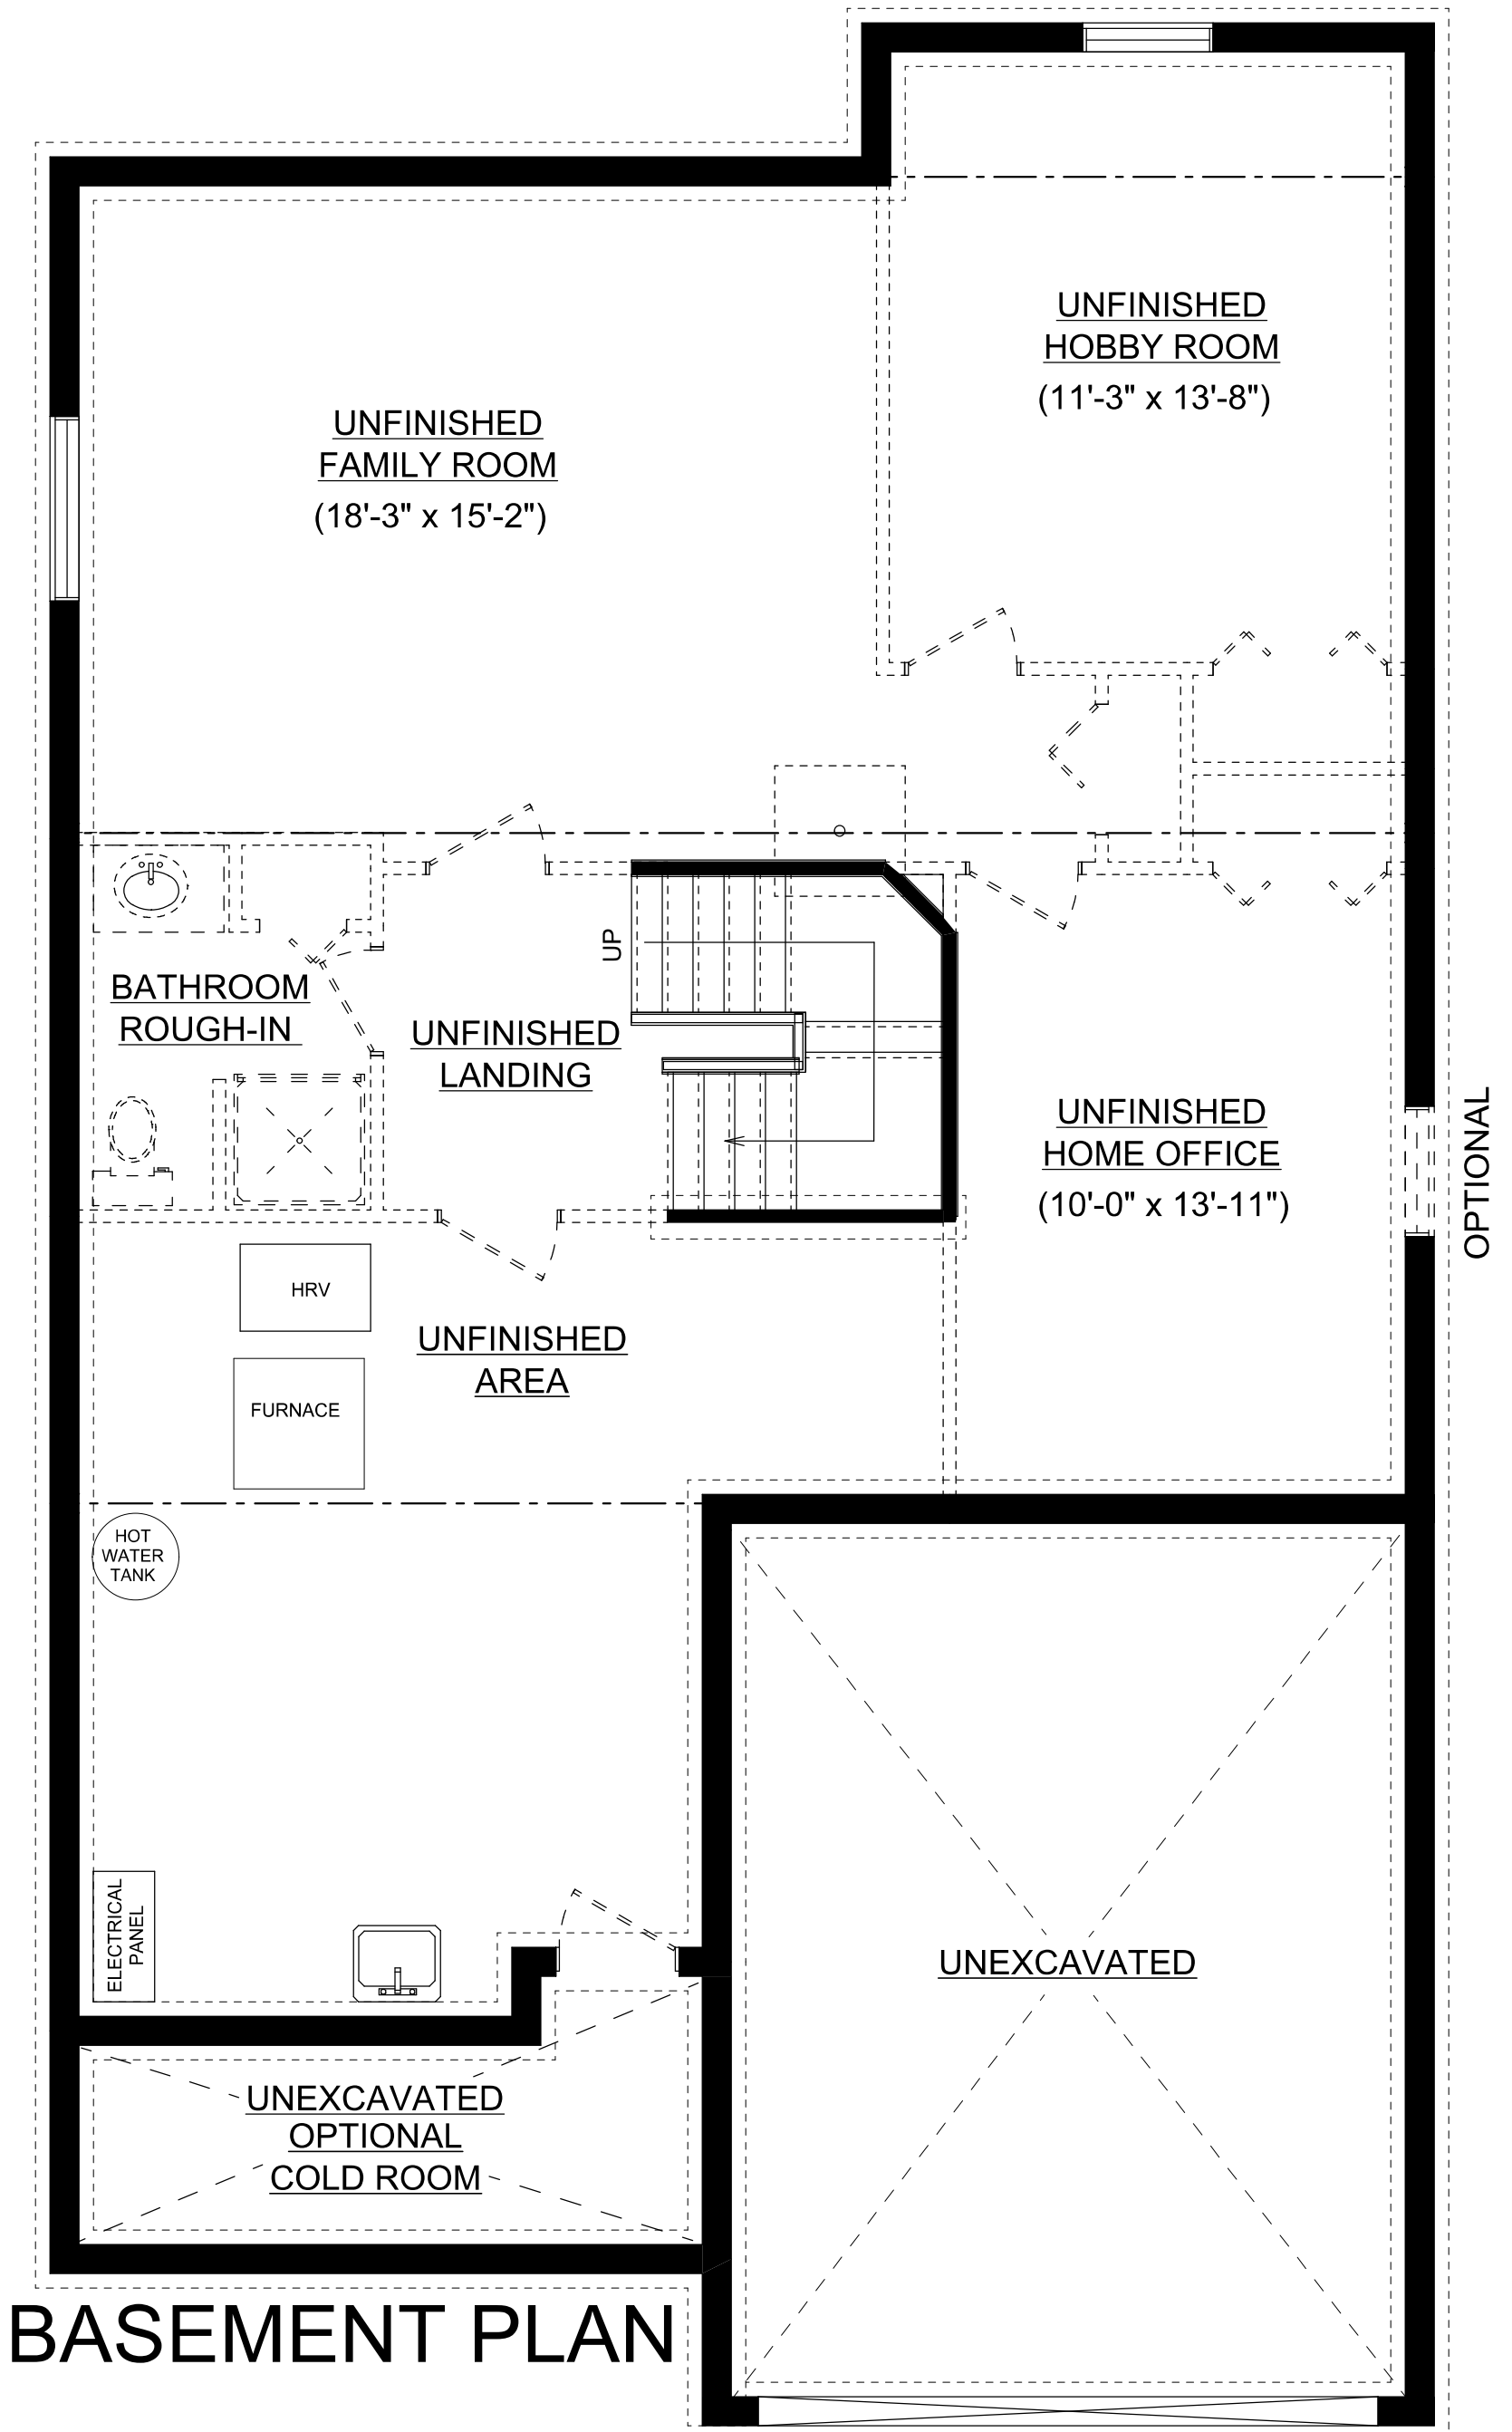 UNFINISHED
HOBBY ROOM
(11'-3" x 13'-8")
UNFINISHED
FAMILY ROOM
(18'-3" x 15'-2")
UP
BATHROOM
ROUGH-IN
UNFINISHED
LANDING
UNFINISHED
HOME OFFICE
(10'-0" x 13'-11")
OPTIONAL
HRV
UNFINISHED
AREA
FURNACE
HOT
WATER
TANK
ELECTRICAL
PANEL
UNEXCAVATED
UNEXCAVATED
OPTIONAL
COLD ROOM
BASEMENT PLAN